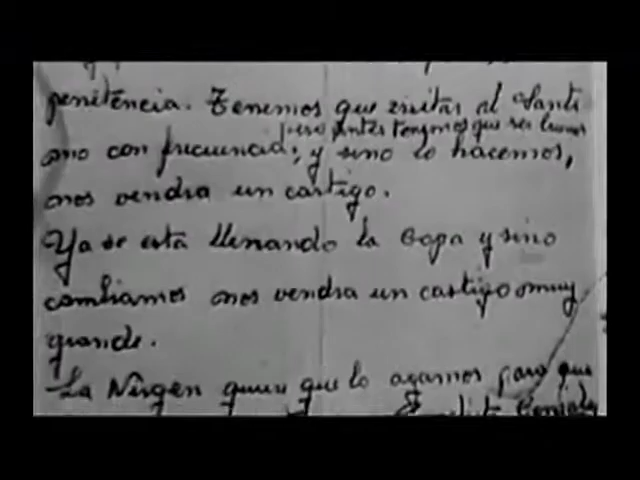 penitencia. Tenemos que visitar al Santi
pero antes tenemos que ser buenos
simo con frecuencia; y sino lo hacemos,
nos vendra un castigo.
Ya se está llenando la Copa y sino
cambiamos nos vendra un castigo muy
grande.
La Virgen quiere que lo agamos para que